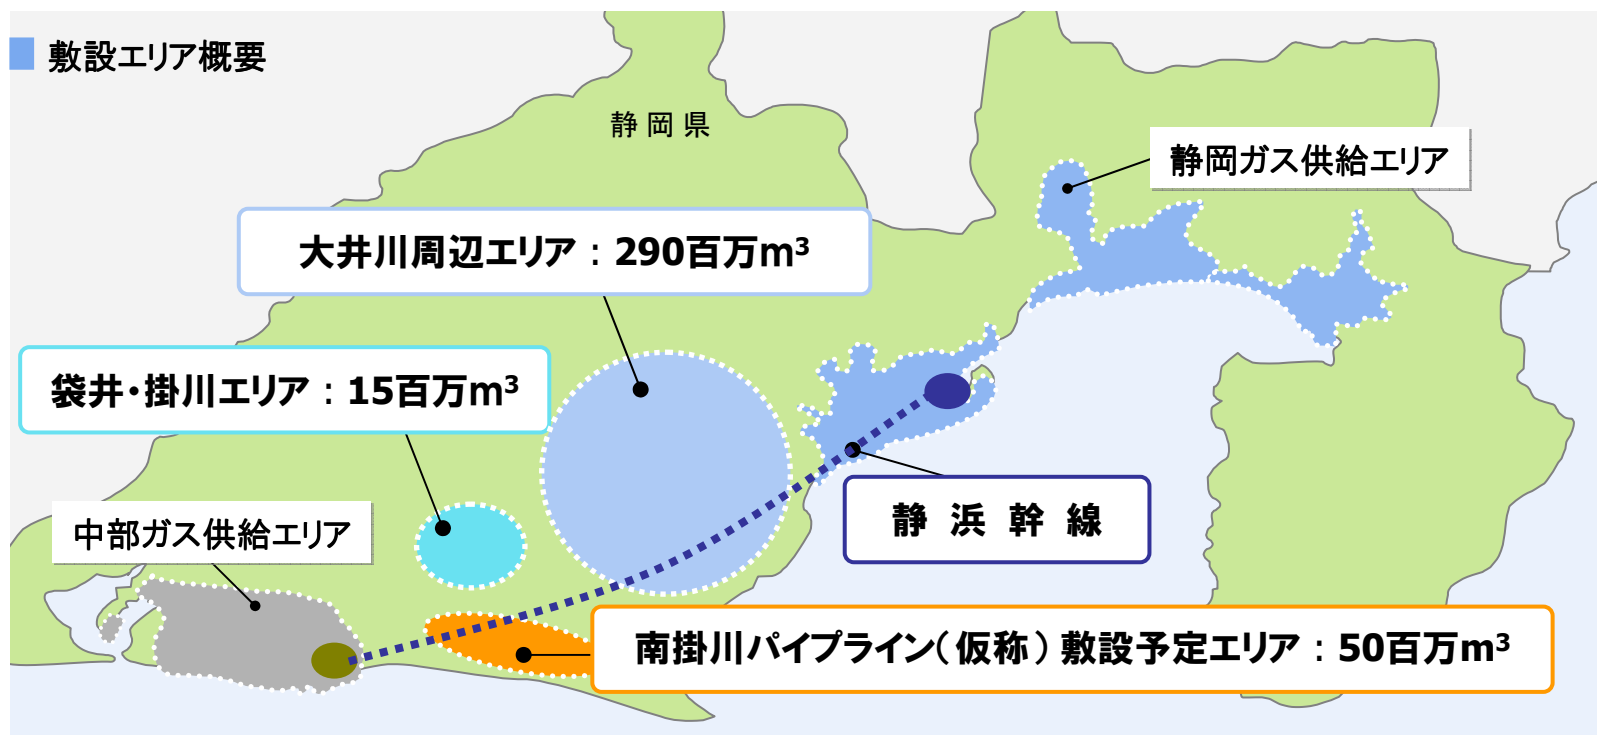 敷設エリア概要
静岡県
静岡ガス供給エリア
大井川周辺エリア：290百万m³
袋井・掛川エリア：15百万m³
中部ガス供給エリア
静浜幹線
南掛川パイプライン（仮称）敷設予定エリア：50百万m³